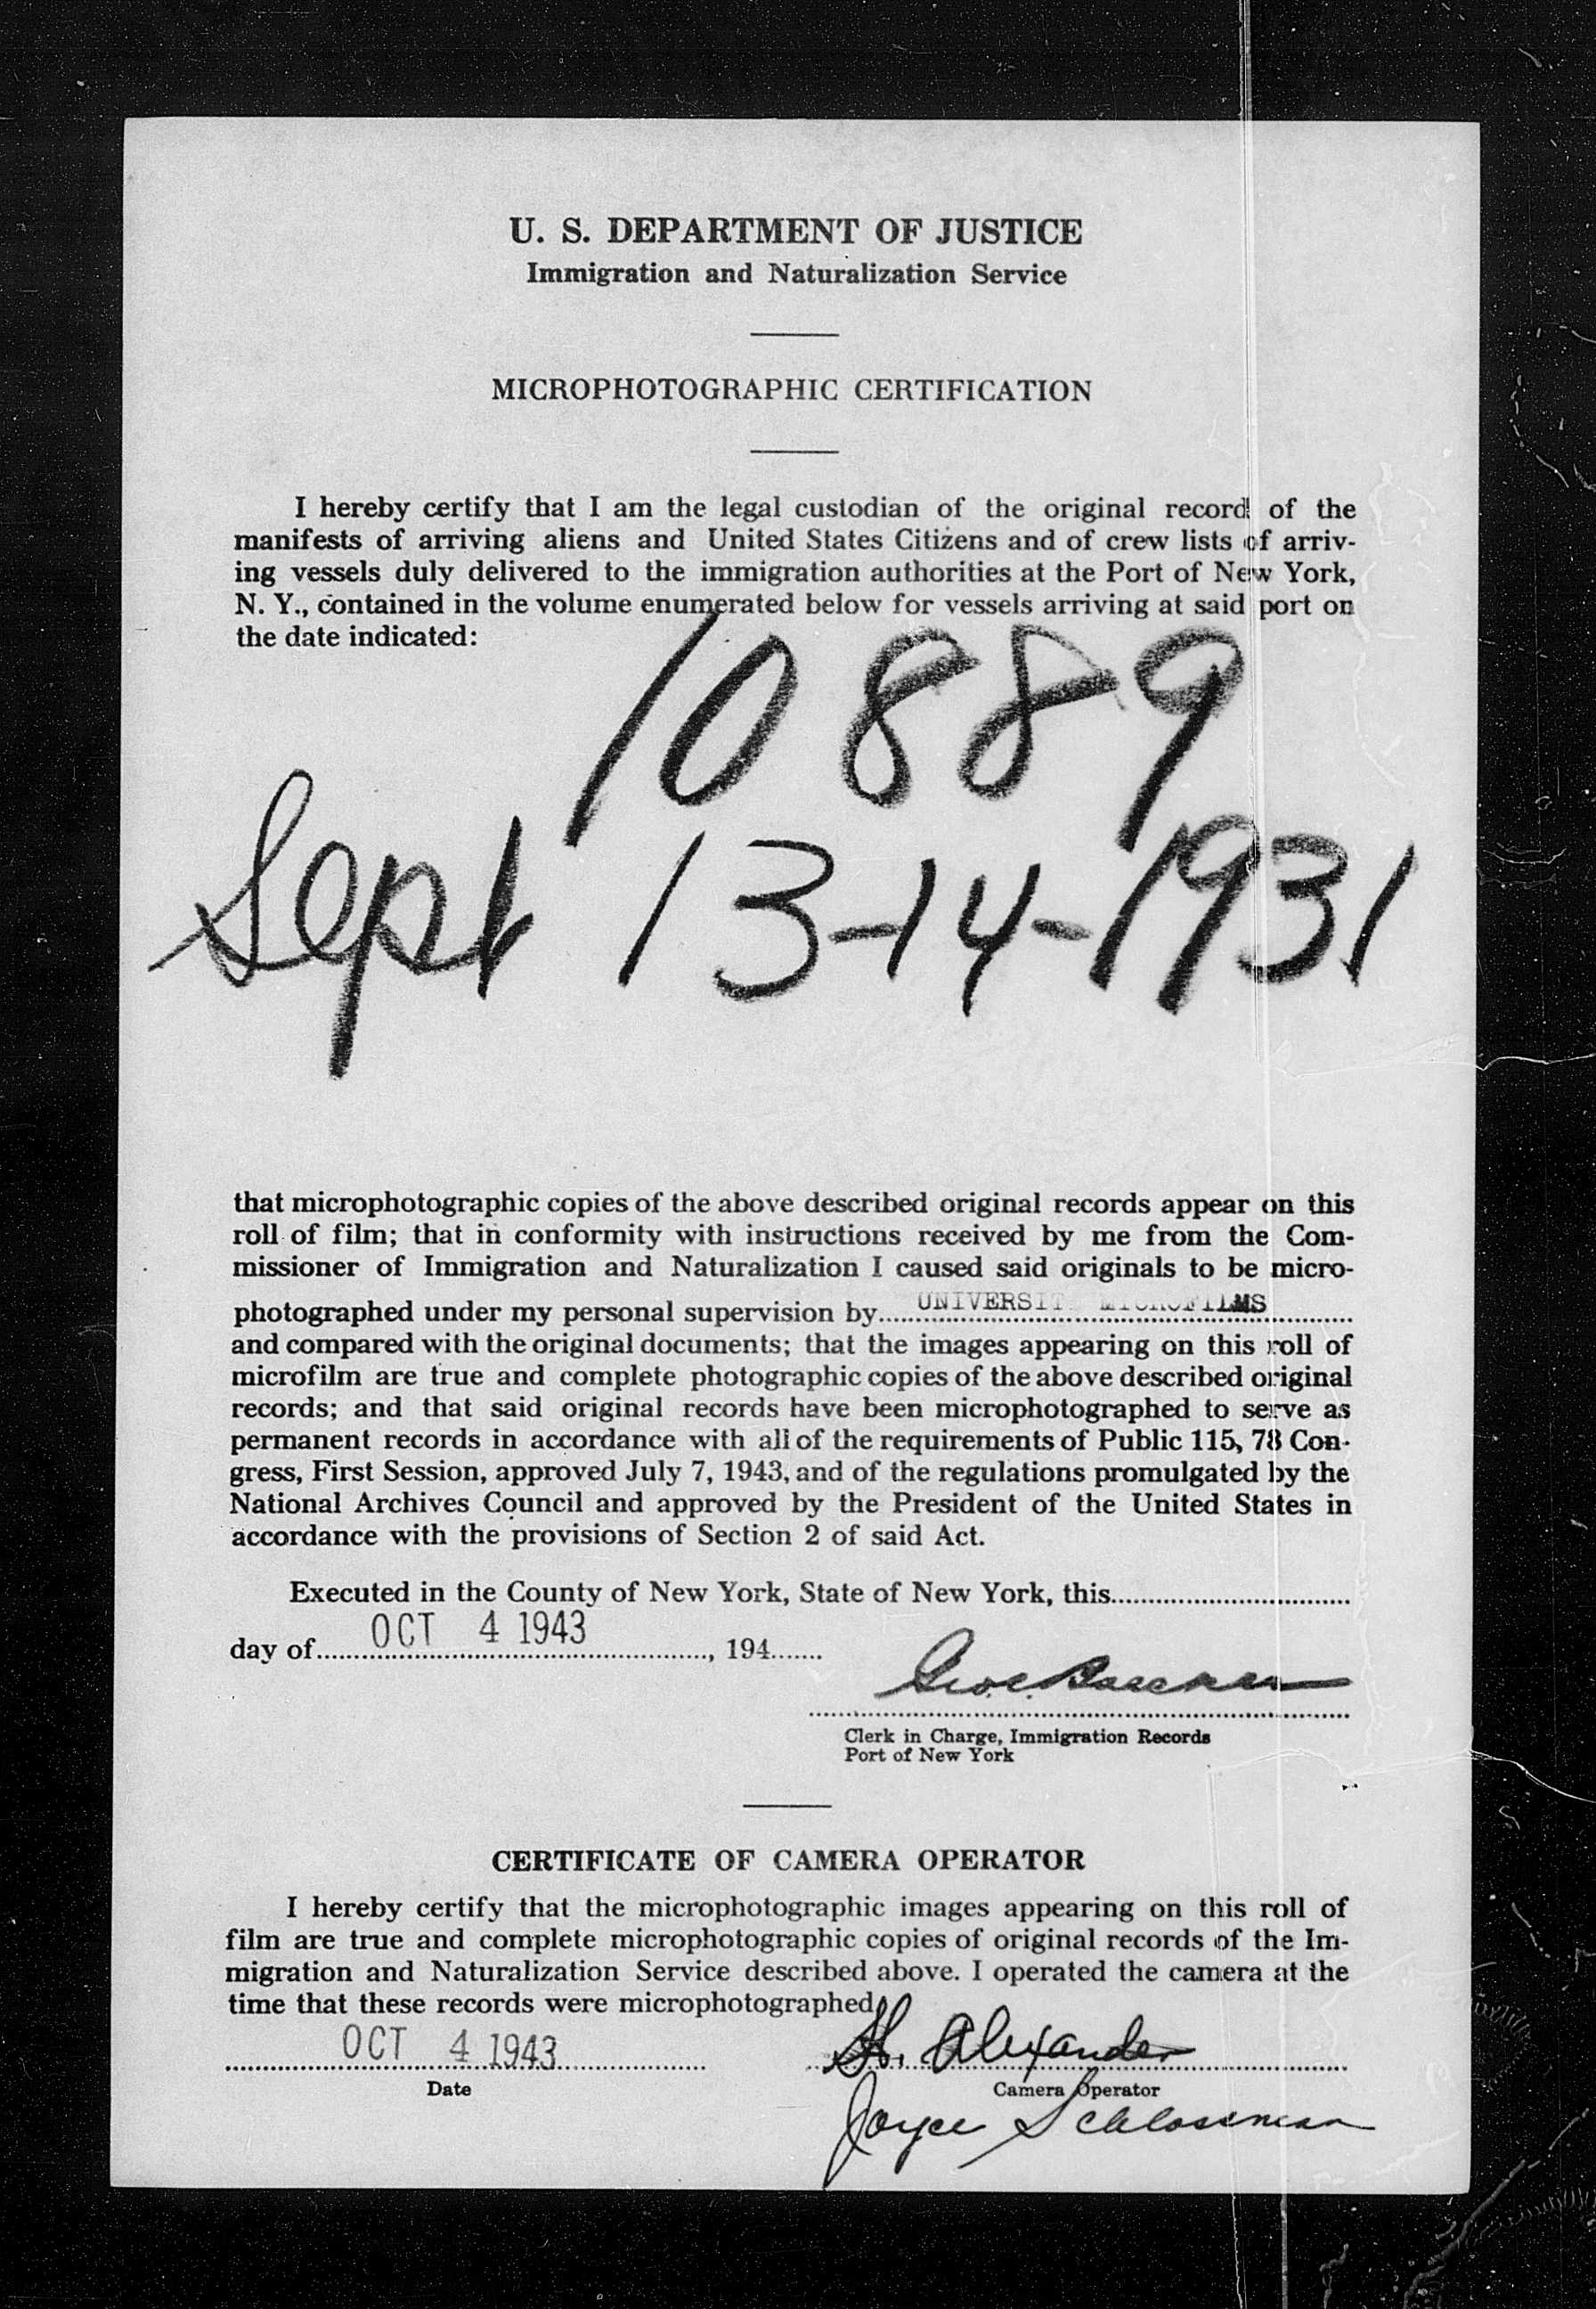 U. S. DEPARTMENT OF JUSTICE
Immigration and Naturalization Service
MICROPHOTOGRAPHIC CERTIFICATION
I hereby certify that I am the legal custodian of the original record of the
manifests of arriving aliens and United States Citizens and of crew lists of arriv-
ing vessels duly delivered to the immigration authorities at the Port of New York,
N. Y., contained in the volume enumerated below for vessels arriving at said port on
the date indicated:
10889
Sept 13-14-1931
that microphotographic copies of the above described original records appear on this
roll of film; that in conformity with instructions received by me from the Com-
missioner of Immigration and Naturalization I caused said originals to be micro-
photographed under my personal supervision by UNIVERSITY MICROFILMS
and compared with the original documents; that the images appearing on this roll of
microfilm are true and complete photographic copies of the above described original
records; and that said original records have been microphotographed to serve as
permanent records in accordance with all of the requirements of Public 115, 78 Con-
gress, First Session, approved July 7, 1943, and of the regulations promulgated by the
National Archives Council and approved by the President of the United States in
accordance with the provisions of Section 2 of said Act.
Executed in the County of New York, State of New York, this
day of OCT 4 1943, 194
Clerk in Charge, Immigration Records
Port of New York
CERTIFICATE OF CAMERA OPERATOR
I hereby certify that the microphotographic images appearing on this roll of
film are true and complete microphotographic copies of original records of the Im-
migration and Naturalization Service described above. I operated the camera at the
time that these records were microphotographed.
OCT 4 1943 H. Alexander
Date Camera Operator
Joyce Schlossman